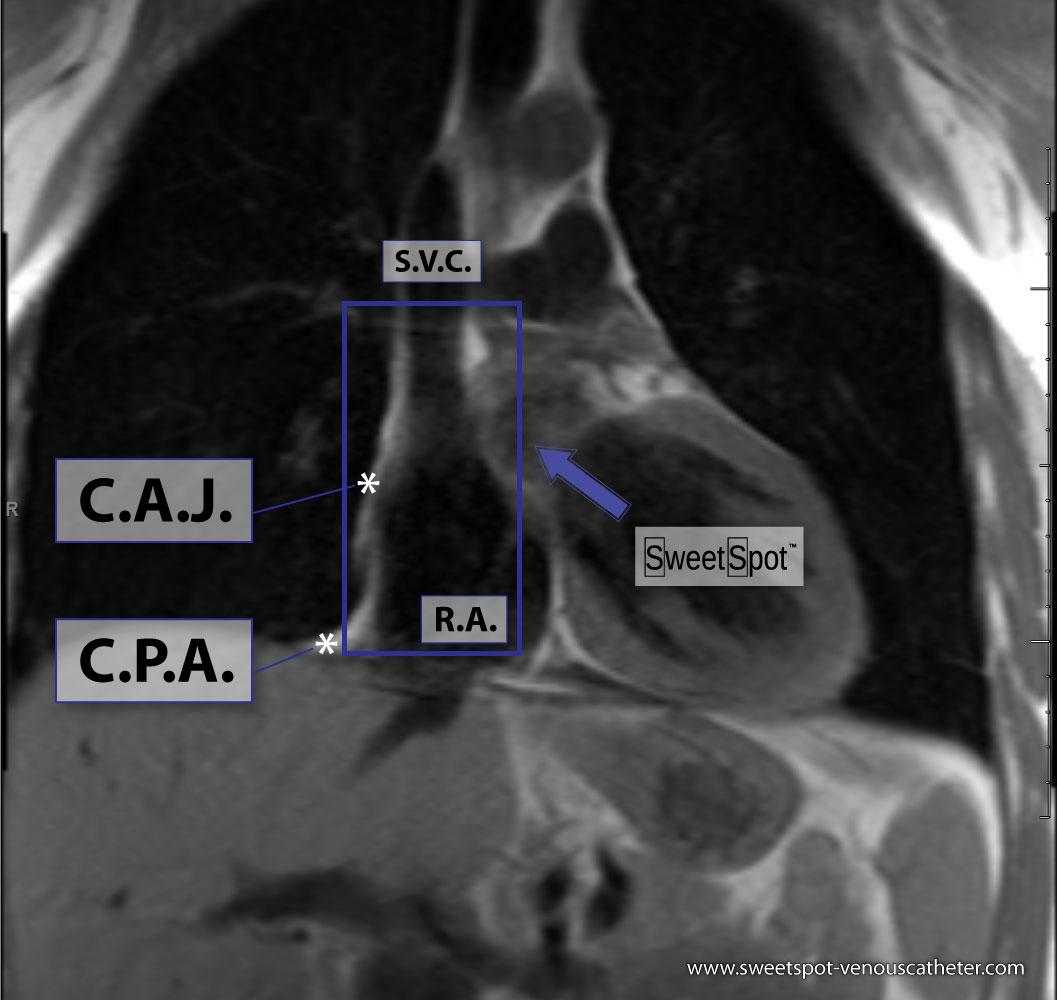 S.V.C.
C.A.J.
*
R
SweetSpot™
R.A.
C.P.A.
*
www.sweetspot-venouscatheter.com